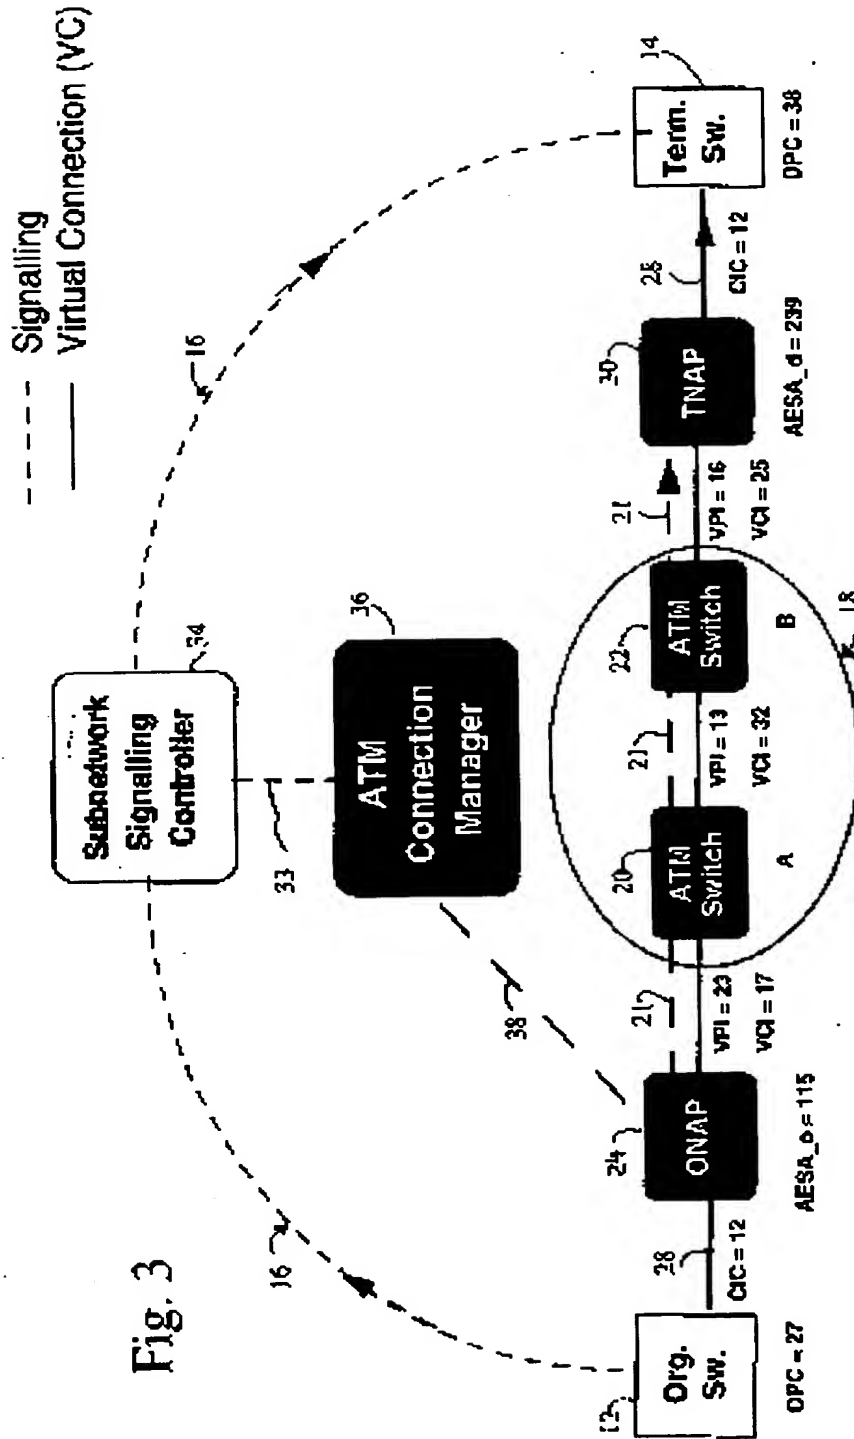 Fig. 3
Signalling
Virtual Connection (VC)
16
16
Subnetwork
Signalling
Controller
34
33
ATM
Connection
Manager
36
38
12
Org.
Sw.
OPC = 27
28
CIC = 12
24
ONAP
AESA_o = 115
21
VPI = 23
VCI = 17
20
ATM
Switch
A
21
VPI = 13
VCI = 32
22
ATM
Switch
B
18
21
VPI = 16
VCI = 25
30
TNAP
AESA_d = 239
28
CIC = 12
14
Term.
Sw.
DPC = 38